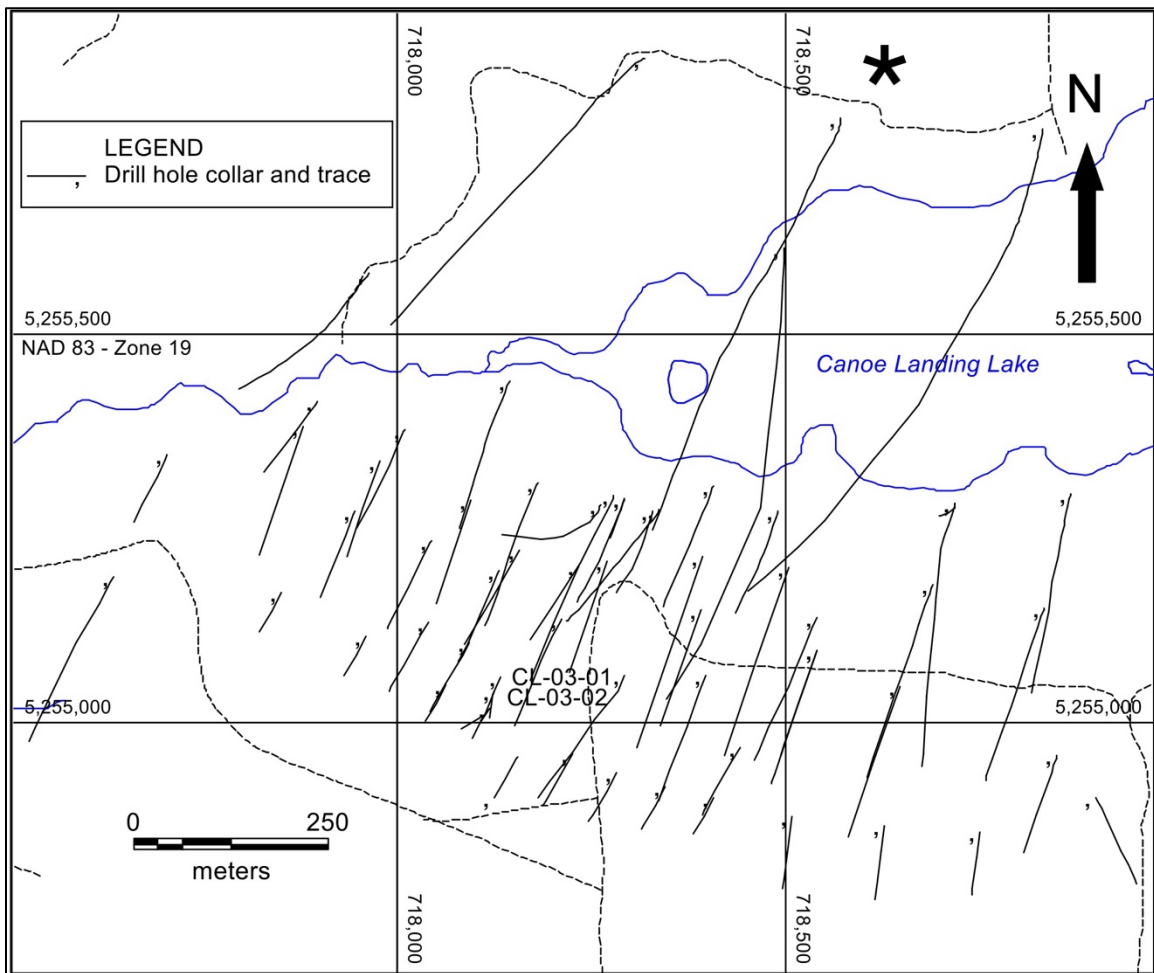 718,000
718,500
*
N
LEGEND
Drill hole collar and trace
5,255,500
5,255,500
NAD 83 - Zone 19
Canoe Landing Lake
CL-03-01
CL-03-02
5,255,000
5,255,000
0 250
meters
718,000
718,500